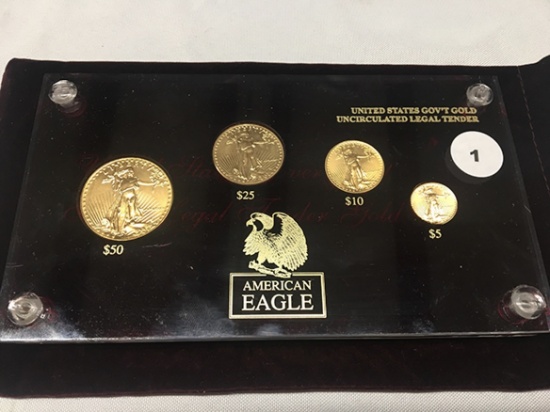 UNITED STATES GOV'T GOLD
UNCIRCULATED LEGAL TENDER
1
$50
$25
$10
$5
AMERICAN
EAGLE